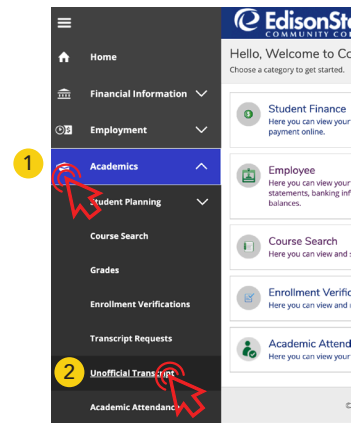 EdisonSt
COMMUNITY CO
Home
Hello, Welcome to Co
Choose a category to get started.
Financial Information
Student Finance
Here you can view your
payment online.
Employment
1
Academics
Employee
Here you can view your
statements, banking inf
balances.
Student Planning
Course Search
Course Search
Here you can view and s
Grades
Enrollment Verifications
Enrollment Verific
Here you can view and
Transcript Requests
2
Unofficial Transcript
Academic Attend
Here you can view your
Academic Attendance
©